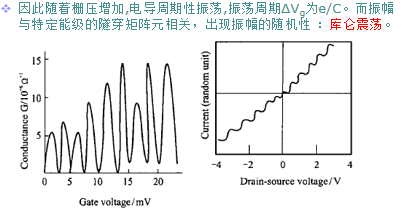 因此随着栅压增加,电导周期性振荡,振荡周期ΔVg为e/C。而振幅
与特定能级的隧穿矩阵元相关，出现振幅的随机性：库仑震荡。
Conductance G/10⁻⁶ Ω⁻¹
15
10
5
0 5 10 15 20
Gate voltage/mV
Current (random unit)
−4 −2 0 2 4
Drain-source voltage/V